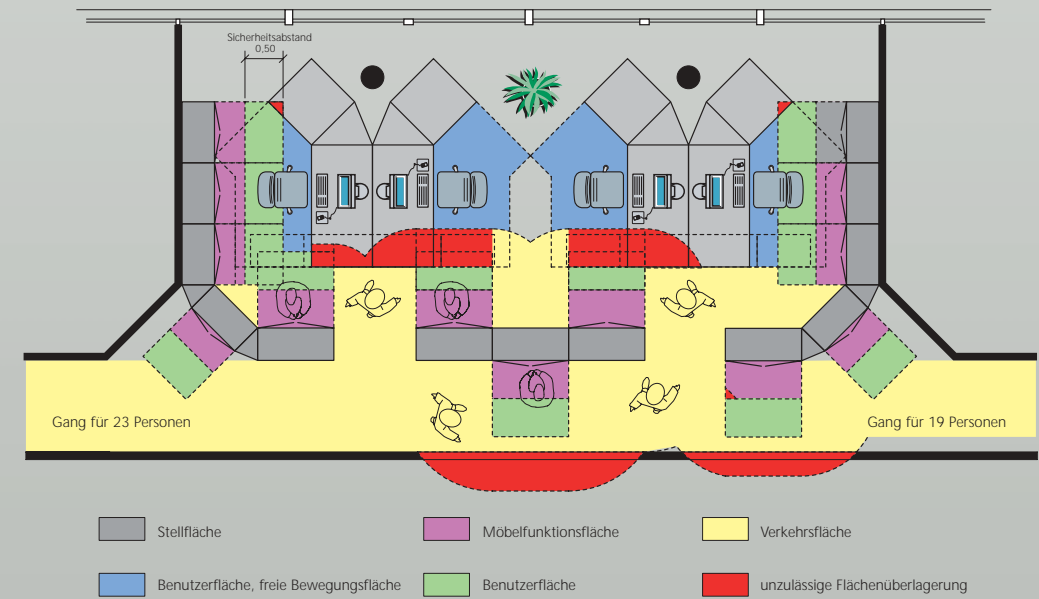 Sicherheitsabstand
0,50
Gang für 23 Personen
Gang für 19 Personen
Stellfläche
Möbelfunktionsfläche
Verkehrsfläche
Benutzerfläche, freie Bewegungsfläche
Benutzerfläche
unzulässige Flächenüberlagerung